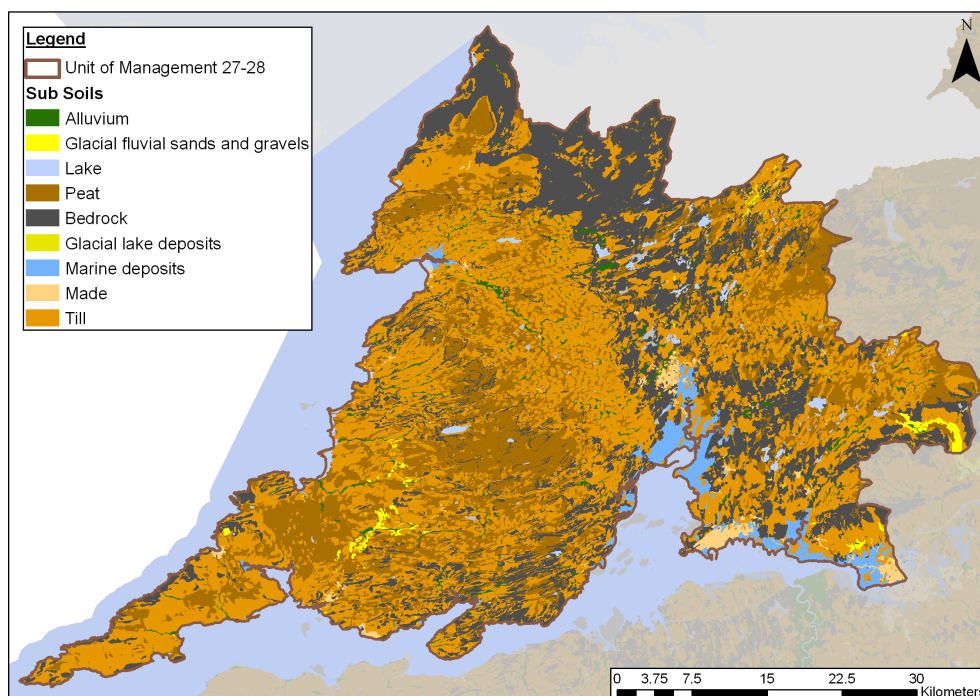 Legend
Unit of Management 27-28
Sub Soils
Alluvium
Glacial fluvial sands and gravels
Lake
Peat
Bedrock
Glacial lake deposits
Marine deposits
Made
Till
N
0 3.75 7.5 15 22.5 30
Kilometers